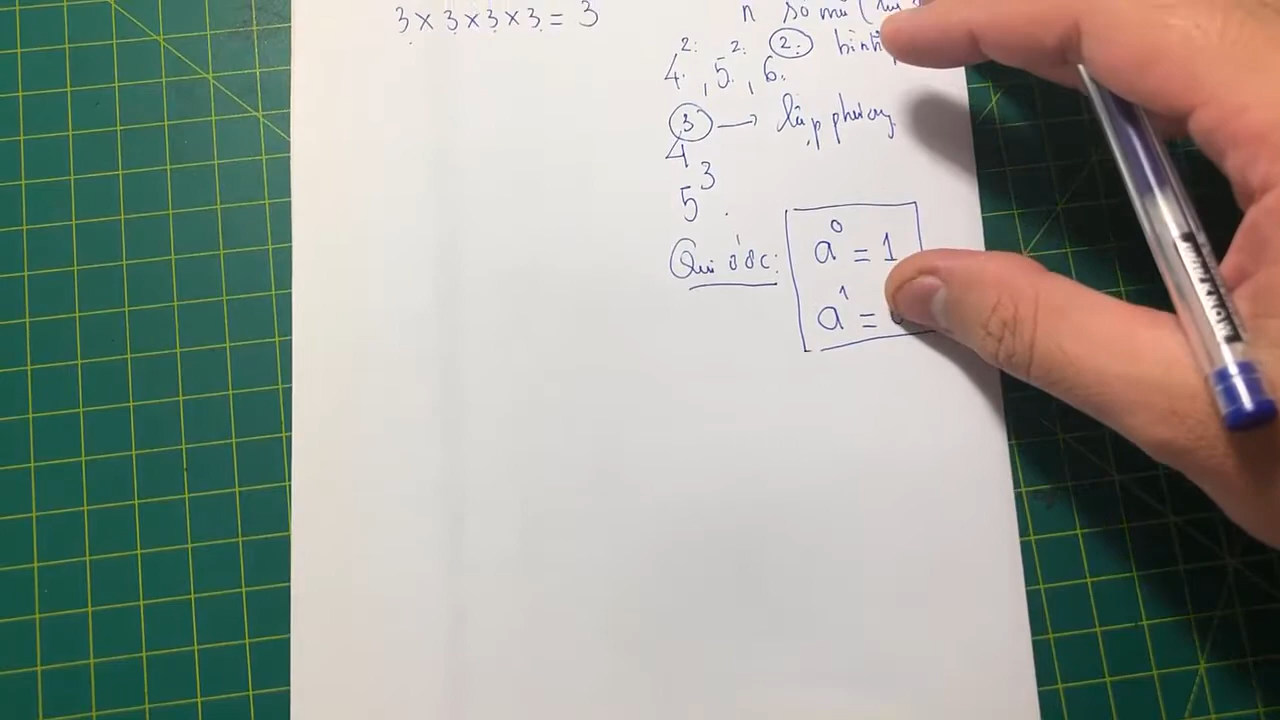 3 × 3 × 3 × 3 = 3
n số mũ (
4², 5², 6² bình
3 → lập phương
4³
5³
Qui ước: a⁰ = 1
a¹ =
MONAMI